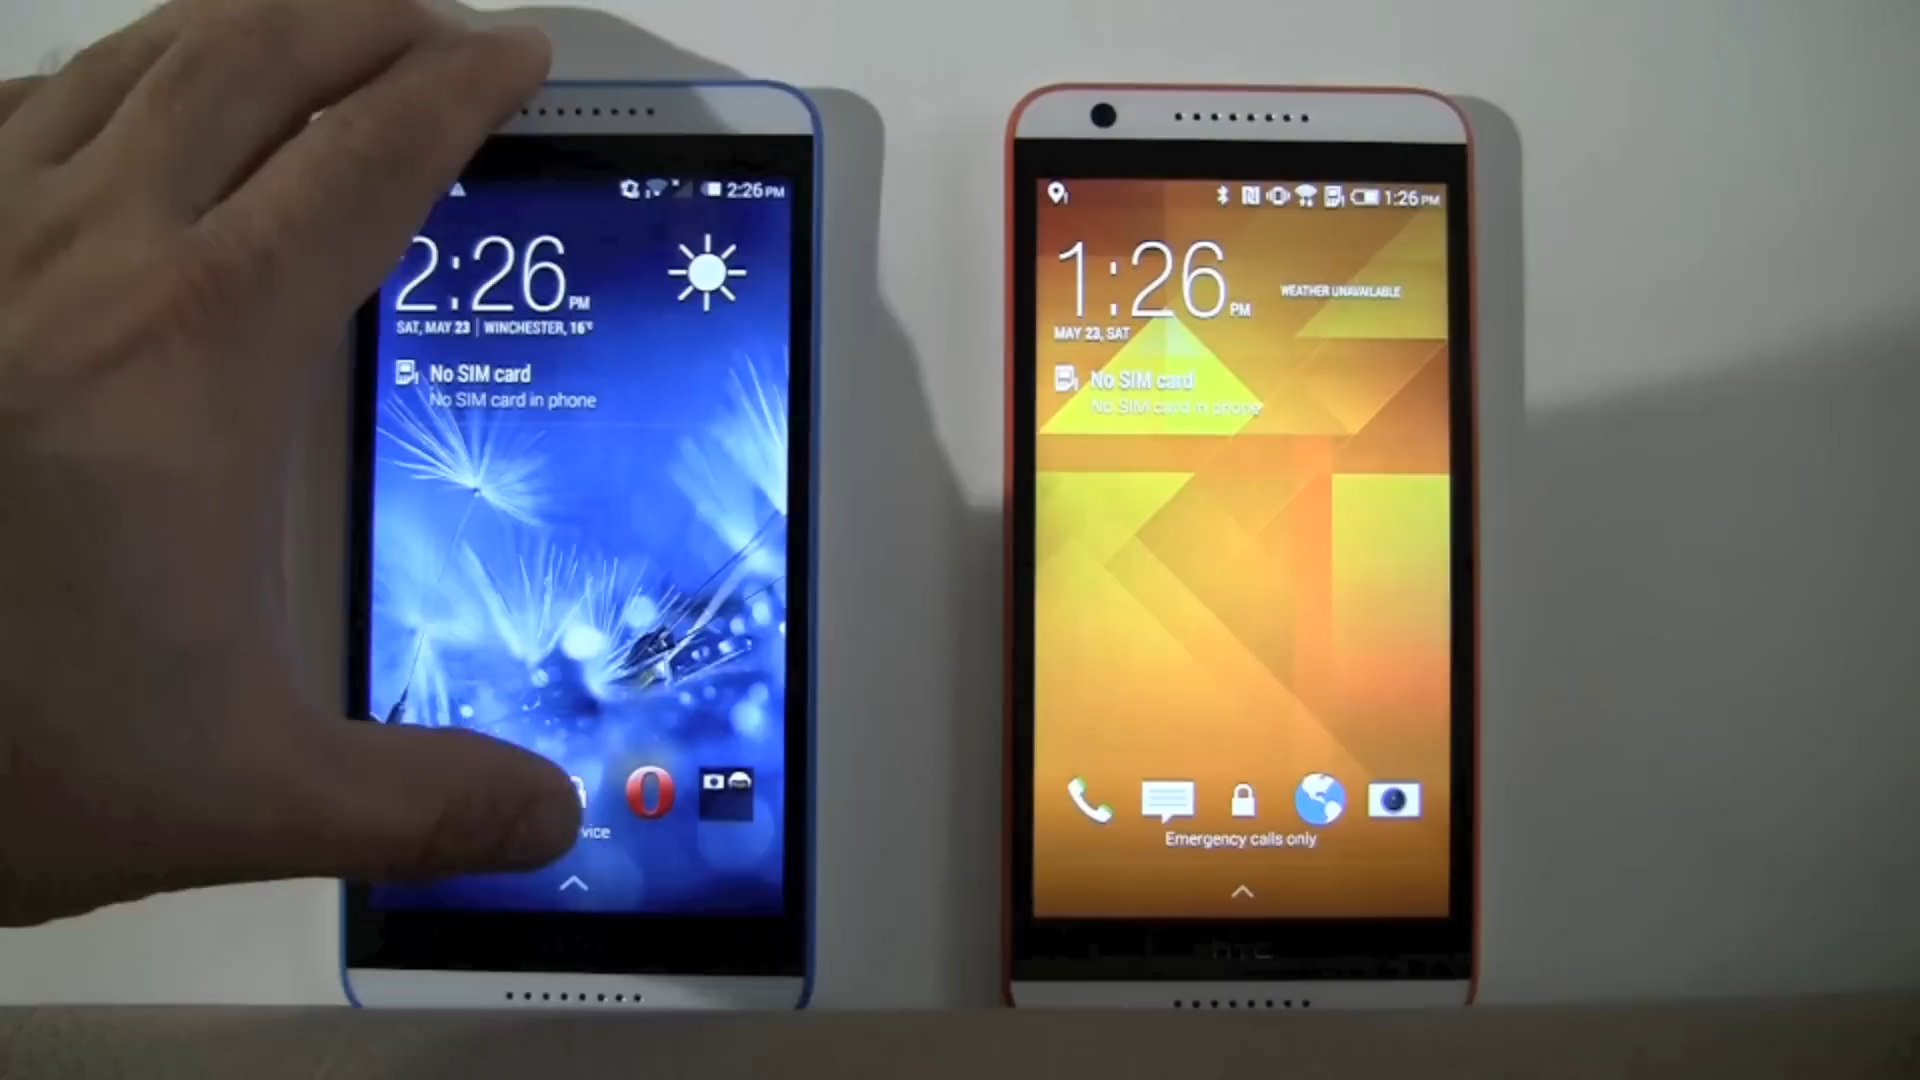 2:26 PM
2:26 PM
SAT, MAY 23 | WINCHESTER, 16°
No SIM card
No SIM card in phone
vice
1:26 PM
1:26 PM
WEATHER UNAVAILABLE
MAY 23, SAT
No SIM card
No SIM card in phone
Emergency calls only
hTC